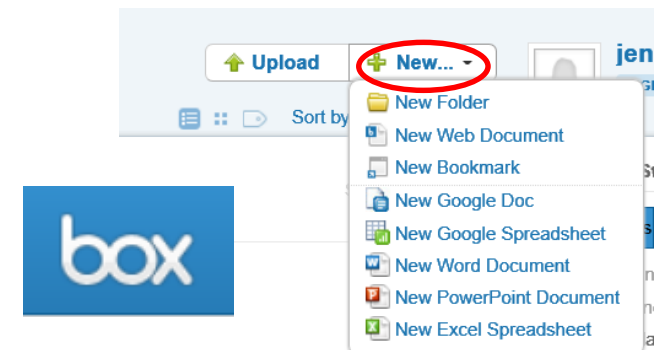 Upload
New...
jen
Sort by
New Folder
New Web Document
New Bookmark
New Google Doc
New Google Spreadsheet
New Word Document
New PowerPoint Document
New Excel Spreadsheet
box